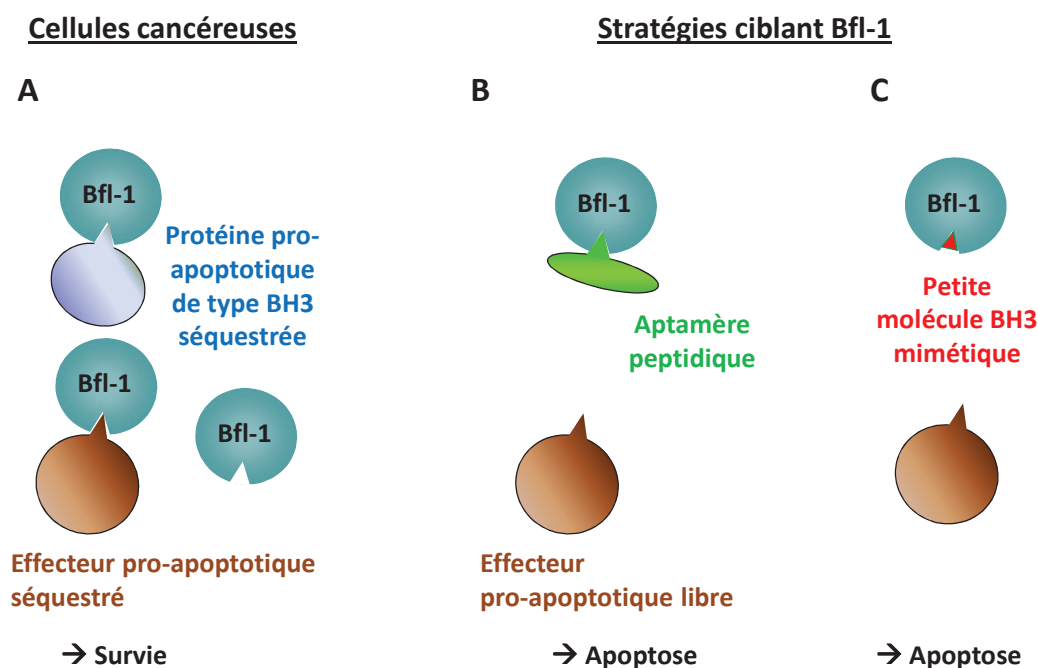 Cellules cancéreuses
Stratégies ciblant Bfl-1
A
B
C
Bfl-1
Protéine pro-
apoptotique
de type BH3
séquestrée
Bfl-1
Bfl-1
Effecteur pro-apoptotique
séquestré
→ Survie
Bfl-1
Aptamère
peptidique
Effecteur
pro-apoptotique libre
→ Apoptose
Bfl-1
Petite
molécule BH3
mimétique
→ Apoptose